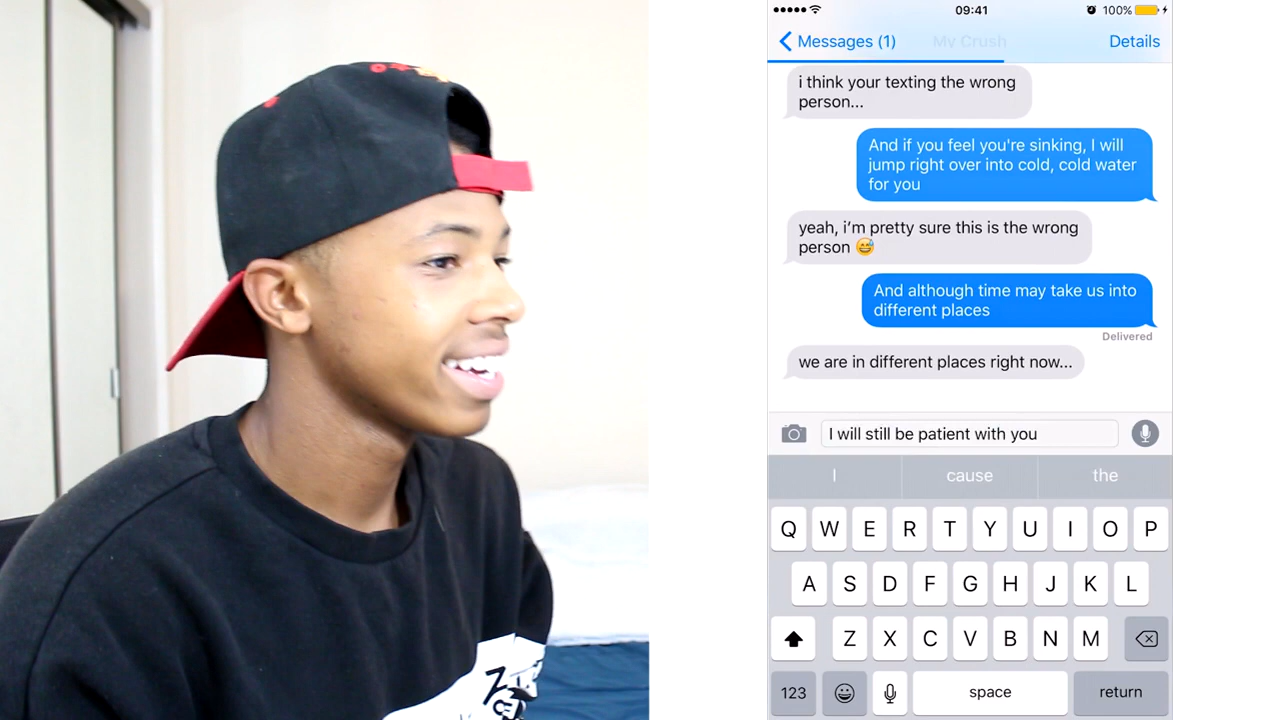 09:41
100%
Messages (1)
My Crush
Details
i think your texting the wrong
person...
And if you feel you're sinking, I will
jump right over into cold, cold water
for you
yeah, i'm pretty sure this is the wrong
person 😅
And although time may take us into
different places
Delivered
we are in different places right now...
I will still be patient with you
I cause the
Q W E R T Y U I O P
A S D F G H J K L
Z X C V B N M
123 space return